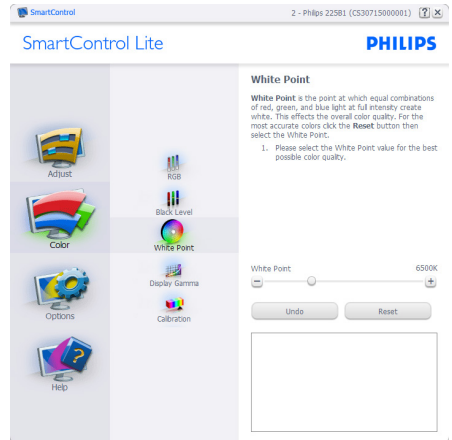 SmartControl
2 - Philips 225B1 (CS30715000001)
?
×
SmartControl Lite
PHILIPS
Adjust
Color
Options
Help
RGB
Black Level
White Point
Display Gamma
Calibration
White Point
White Point is the point at which equal combinations
of red, green, and blue light at full intensity create
white. This effects the overall color quality. For the
most accurate colors click the Reset button then
select the White Point.
1. Please select the White Point value for the best
possible color quality.
White Point 6500K
Undo
Reset